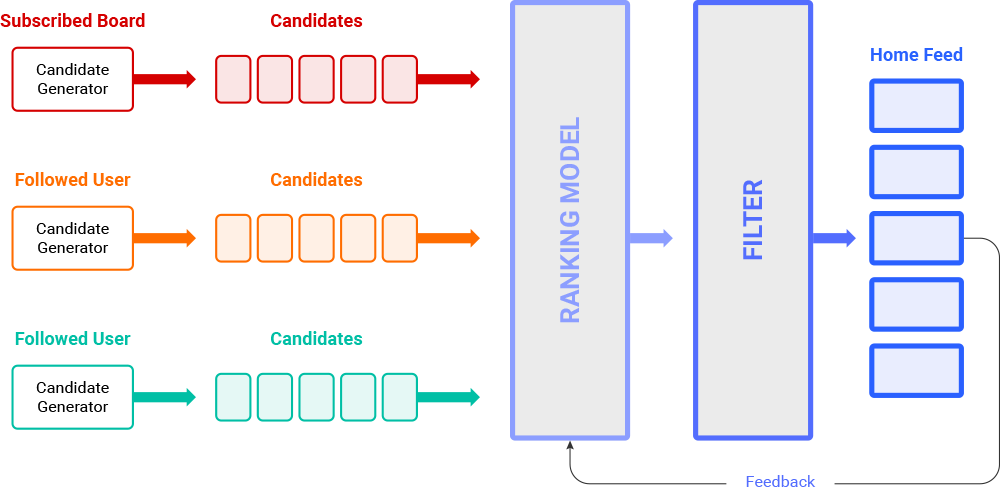 Subscribed Board
Candidates
Candidate
Generator
Followed User
Candidates
Candidate
Generator
Followed User
Candidates
Candidate
Generator
RANKING MODEL
FILTER
Home Feed
Feedback